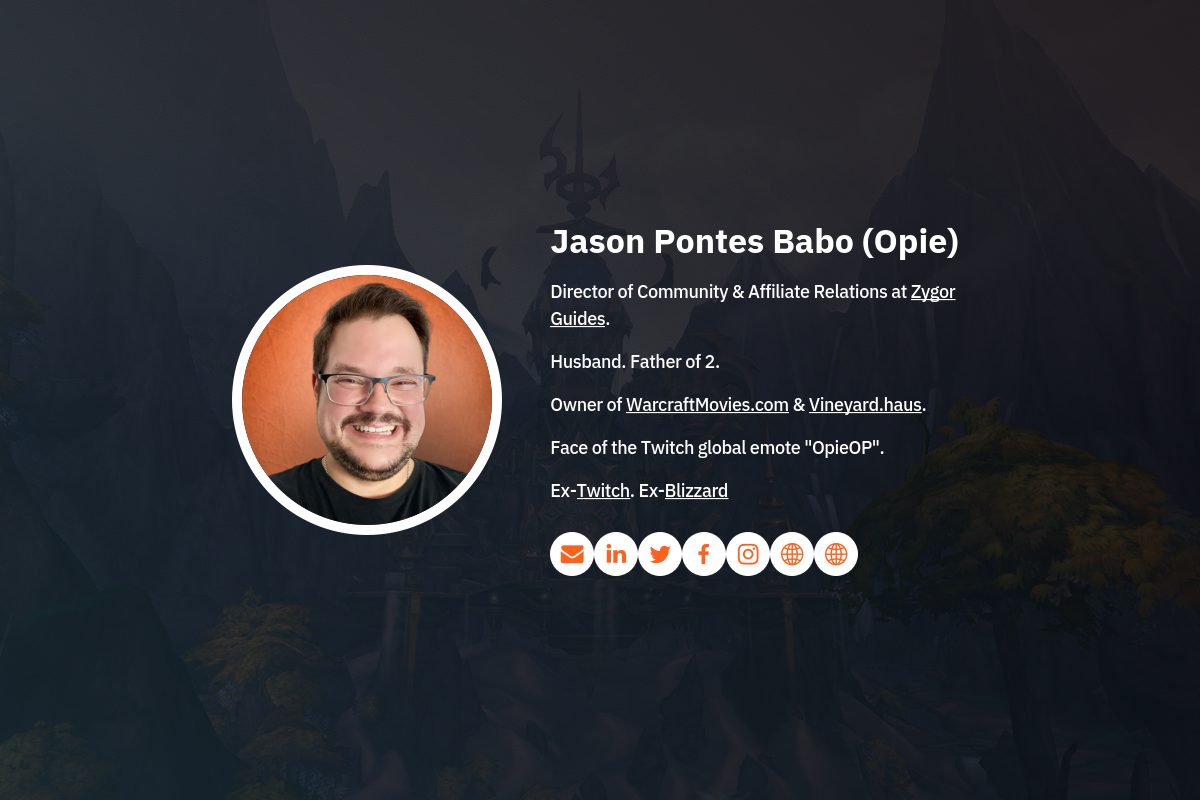 Jason Pontes Babo (Opie)
Director of Community & Affiliate Relations at Zygor
Guides.
Husband. Father of 2.
Owner of WarcraftMovies.com & Vineyard.haus.
Face of the Twitch global emote "OpieOP".
Ex-Twitch. Ex-Blizzard